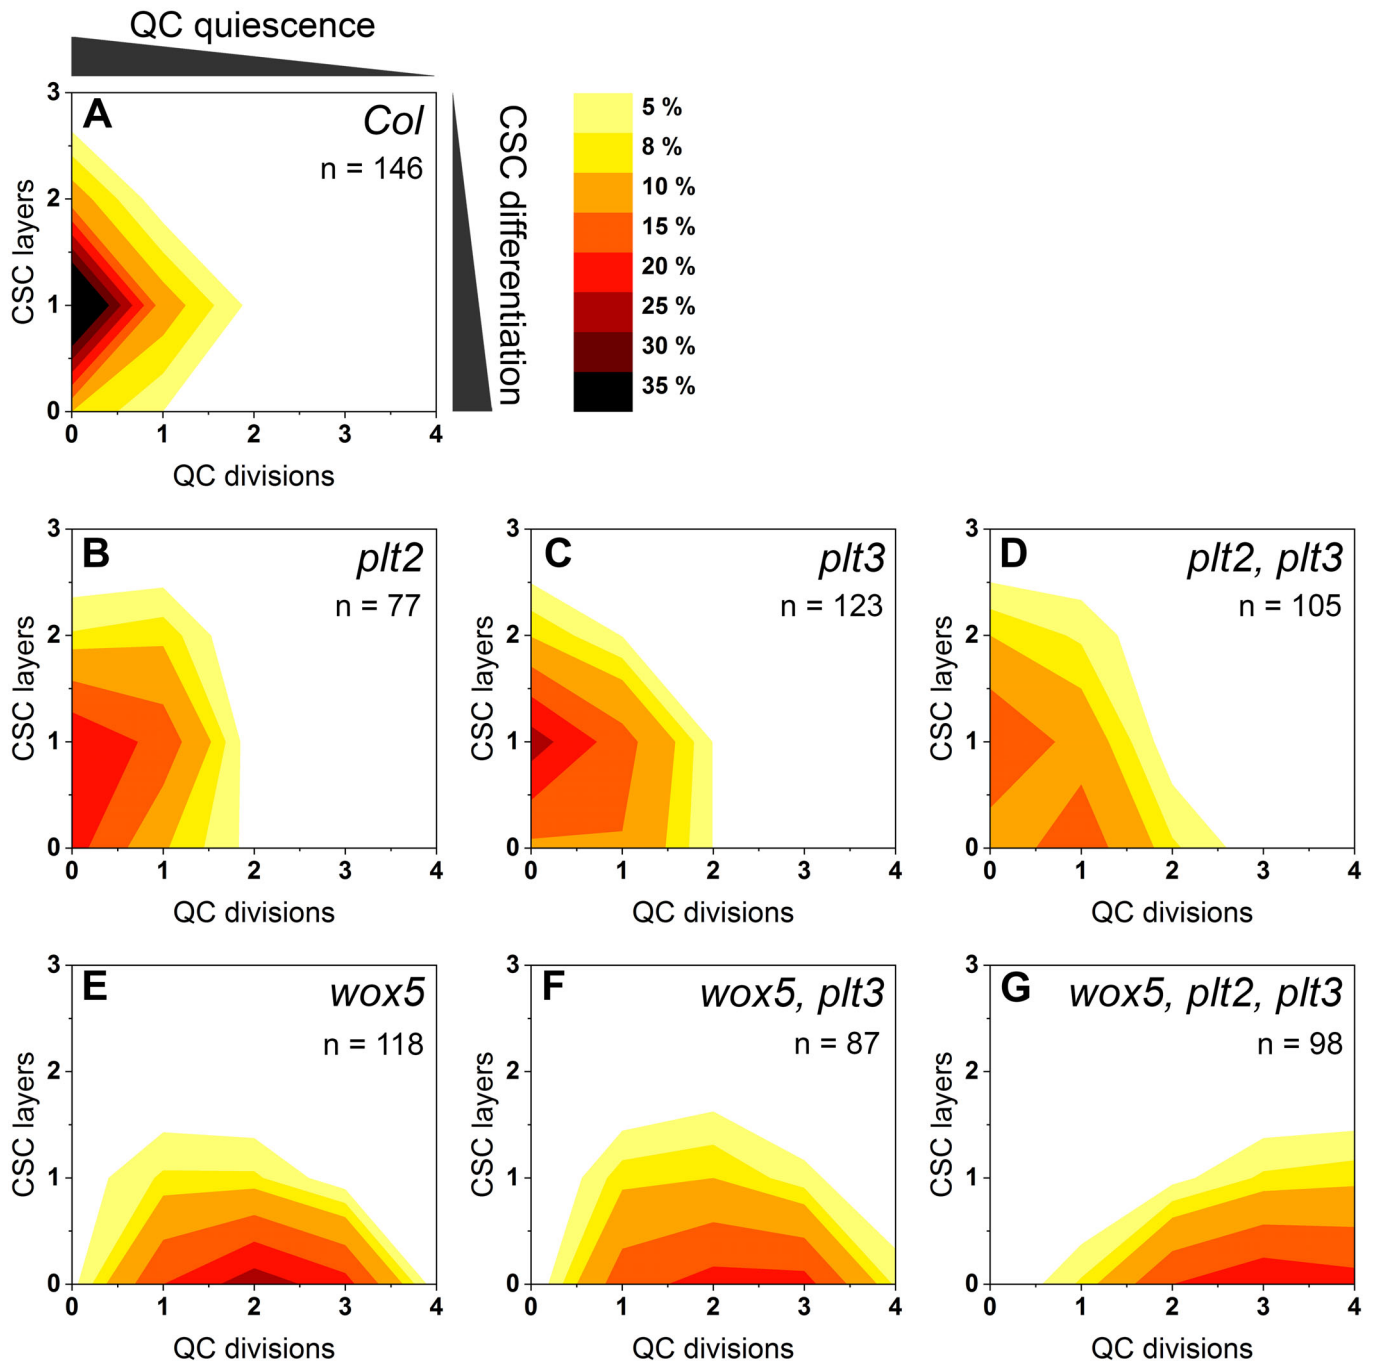 QC quiescence
A
Col
n = 146
3
2
1
0
CSC layers
0 1 2 3 4
QC divisions
CSC differentiation
5 %
8 %
10 %
15 %
20 %
25 %
30 %
35 %
B
plt2
n = 77
3
2
1
0
CSC layers
0 1 2 3 4
QC divisions
C
plt3
n = 123
3
2
1
0
CSC layers
0 1 2 3 4
QC divisions
D
plt2, plt3
n = 105
3
2
1
0
CSC layers
0 1 2 3 4
QC divisions
E
wox5
n = 118
3
2
1
0
CSC layers
0 1 2 3 4
QC divisions
F
wox5, plt3
n = 87
3
2
1
0
CSC layers
0 1 2 3 4
QC divisions
G
wox5, plt2, plt3
n = 98
3
2
1
0
CSC layers
0 1 2 3 4
QC divisions